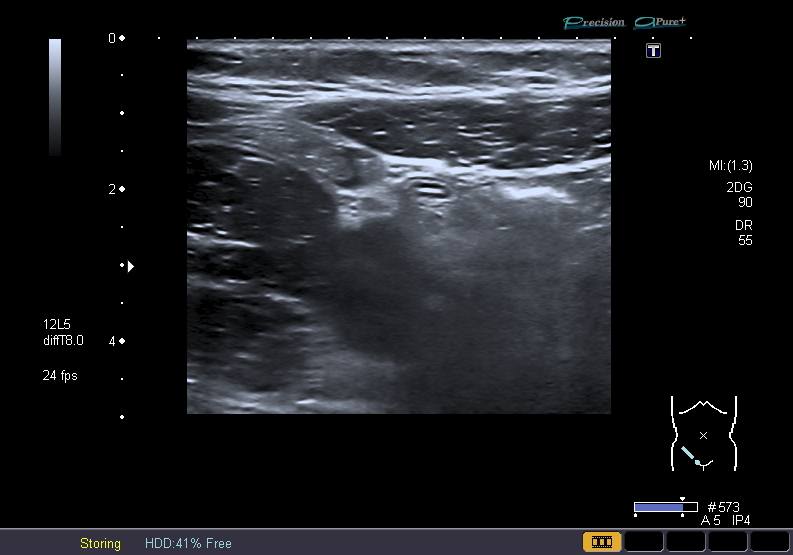 Precision APure+
0
T
MI:(1.3)
2DG
90
DR
55
2
12L5
diffT8.0
4
24 fps
#573
A 5 IP4
Storing HDD:41% Free